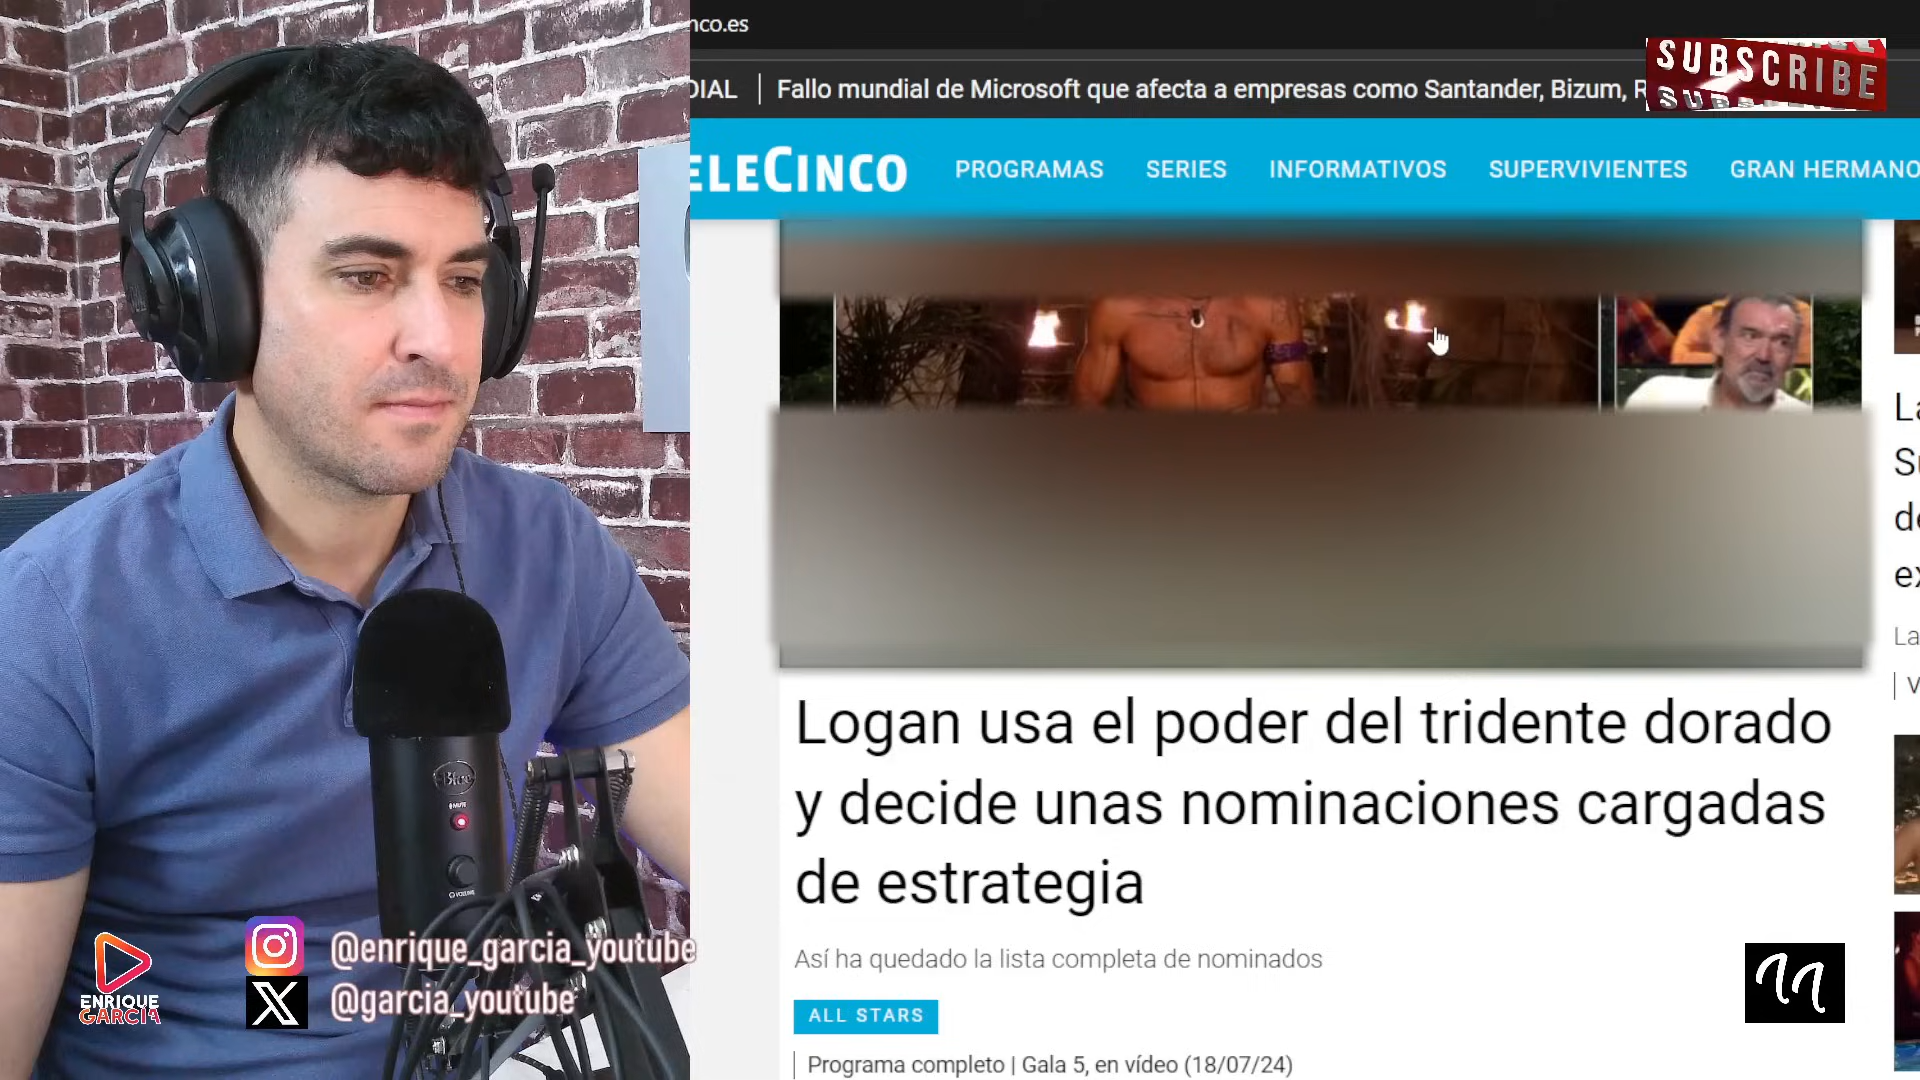 nco.es
DIAL | Fallo mundial de Microsoft que afecta a empresas como Santander, Bizum, R
SUBSCRIBE
ELECINCO PROGRAMAS SERIES INFORMATIVOS SUPERVIVIENTES GRAN HERMANO
Logan usa el poder del tridente dorado
y decide unas nominaciones cargadas
de estrategia
Así ha quedado la lista completa de nominados
ALL STARS
Programa completo | Gala 5, en vídeo (18/07/24)
Blue
MUTE
VOLUME
ENRIQUE
GARCIA
@enrique_garcia_youtube
@garcia_youtube